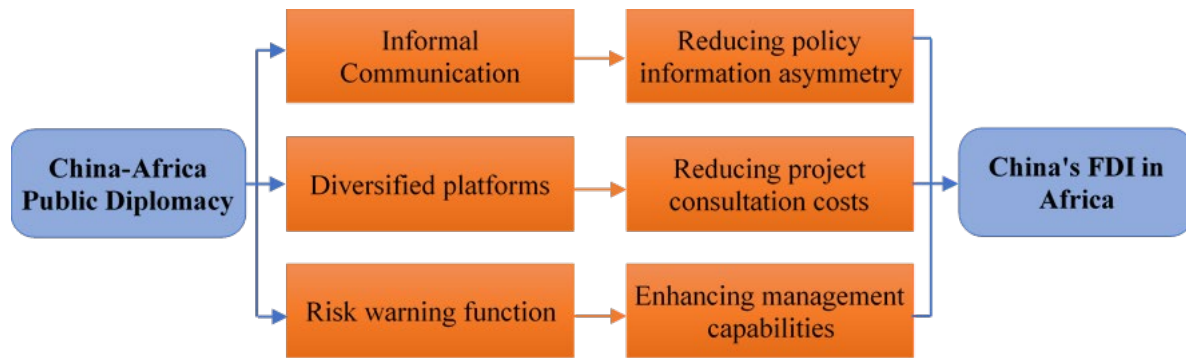 China-Africa
Public Diplomacy
Informal
Communication
Reducing policy
information asymmetry
Diversified platforms
Reducing project
consultation costs
Risk warning function
Enhancing management
capabilities
China's FDI in
Africa